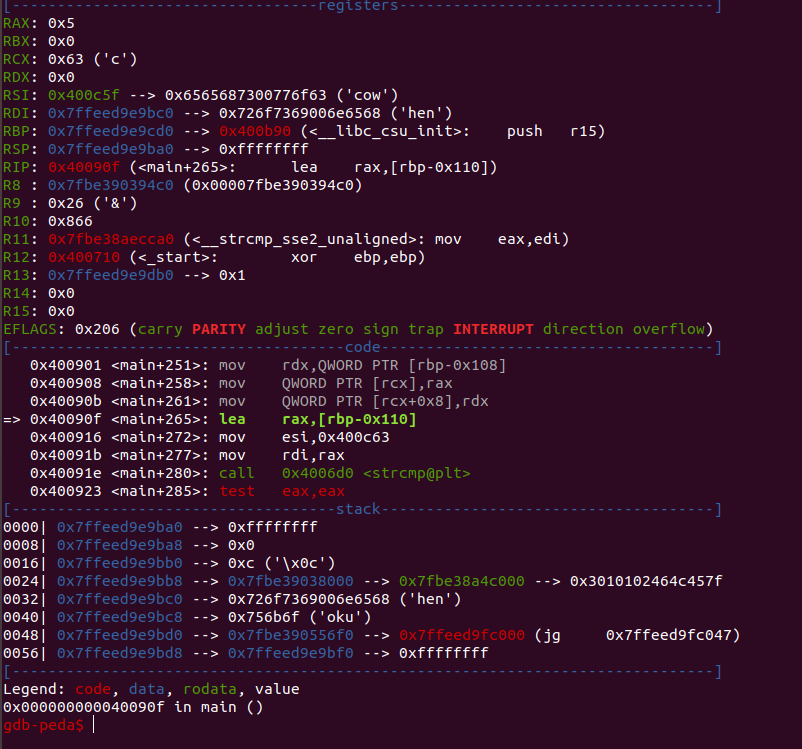 [----------------------------------registers-----------------------------------]
RAX: 0x5
RBX: 0x0
RCX: 0x63 ('c')
RDX: 0x0
RSI: 0x400c5f --> 0x6565687300776f63 ('cow')
RDI: 0x7ffeed9e9bc0 --> 0x726f7369006e6568 ('hen')
RBP: 0x7ffeed9e9cd0 --> 0x400b90 (<__libc_csu_init>:    push   r15)
RSP: 0x7ffeed9e9ba0 --> 0xffffffff
RIP: 0x40090f (<main+265>:      lea    rax,[rbp-0x110])
R8 : 0x7fbe390394c0 (0x00007fbe390394c0)
R9 : 0x26 ('&')
R10: 0x866
R11: 0x7fbe38aecca0 (<__strcmp_sse2_unaligned>: mov    eax,edi)
R12: 0x400710 (<_start>:        xor    ebp,ebp)
R13: 0x7ffeed9e9db0 --> 0x1
R14: 0x0
R15: 0x0
EFLAGS: 0x206 (carry PARITY adjust zero sign trap INTERRUPT direction overflow)
[-------------------------------------code-------------------------------------]
   0x400901 <main+251>: mov    rdx,QWORD PTR [rbp-0x108]
   0x400908 <main+258>: mov    QWORD PTR [rcx],rax
   0x40090b <main+261>: mov    QWORD PTR [rcx+0x8],rdx
=> 0x40090f <main+265>: lea    rax,[rbp-0x110]
   0x400916 <main+272>: mov    esi,0x400c63
   0x40091b <main+277>: mov    rdi,rax
   0x40091e <main+280>: call   0x4006d0 <strcmp@plt>
   0x400923 <main+285>: test   eax,eax
[------------------------------------stack-------------------------------------]
0000| 0x7ffeed9e9ba0 --> 0xffffffff
0008| 0x7ffeed9e9ba8 --> 0x0
0016| 0x7ffeed9e9bb0 --> 0xc ('\x0c')
0024| 0x7ffeed9e9bb8 --> 0x7fbe39038000 --> 0x7fbe38a4c000 --> 0x3010102464c457f
0032| 0x7ffeed9e9bc0 --> 0x726f7369006e6568 ('hen')
0040| 0x7ffeed9e9bc8 --> 0x756b6f ('oku')
0048| 0x7ffeed9e9bd0 --> 0x7fbe390556f0 --> 0x7ffeed9fc000 (jg     0x7ffeed9fc047)
0056| 0x7ffeed9e9bd8 --> 0x7ffeed9e9bf0 --> 0xffffffff
[------------------------------------------------------------------------------]
Legend: code, data, rodata, value
0x000000000040090f in main ()
gdb-peda$